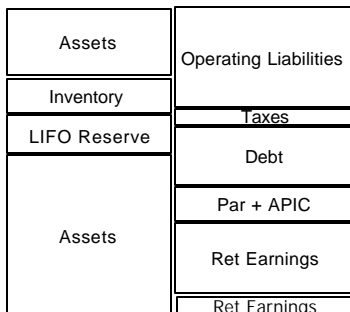 Assets
Inventory
LIFO Reserve
Assets
Operating Liabilities
Taxes
Debt
Par + APIC
Ret Earnings
Ret Earnings